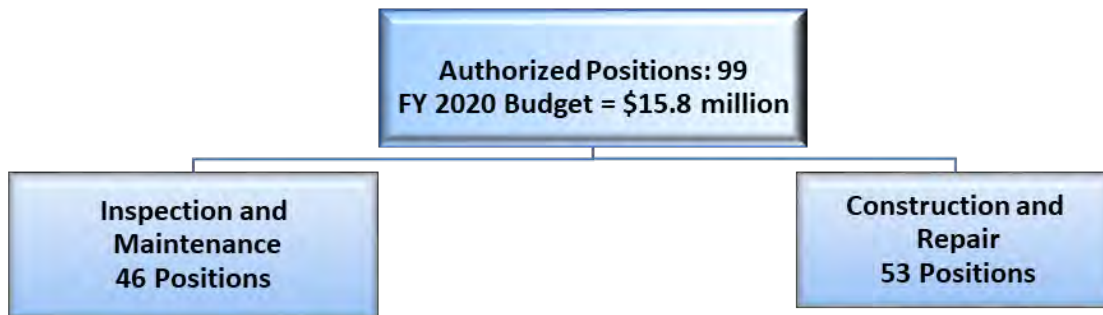 Authorized Positions: 99
FY 2020 Budget = $15.8 million
Inspection and
Maintenance
46 Positions
Construction and
Repair
53 Positions